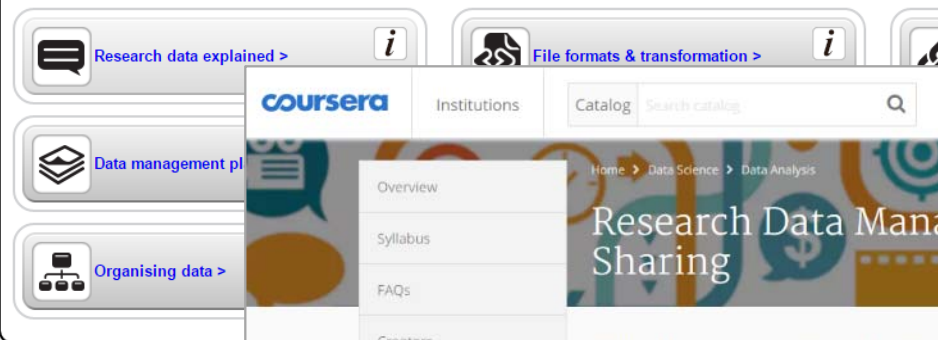 Research data explained >
i
File formats & transformation >
i
coursera
Institutions
Catalog
Search catalog
Data management pl
Home > Data Science > Data Analysis
Overview
Research Data Mana
Sharing
Syllabus
Organising data >
FAQs